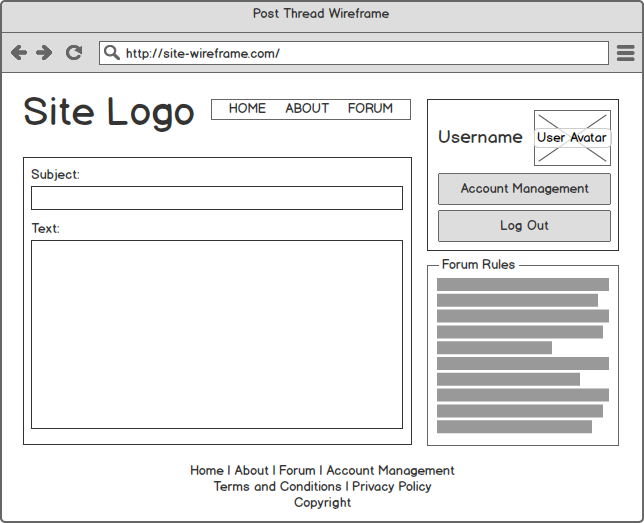 Post Thread Wireframe
http://site-wireframe.com/
Site Logo
HOME ABOUT FORUM
Username
User Avatar
Account Management
Log Out
Subject:
Text:
Forum Rules
Home | About | Forum | Account Management
Terms and Conditions | Privacy Policy
Copyright